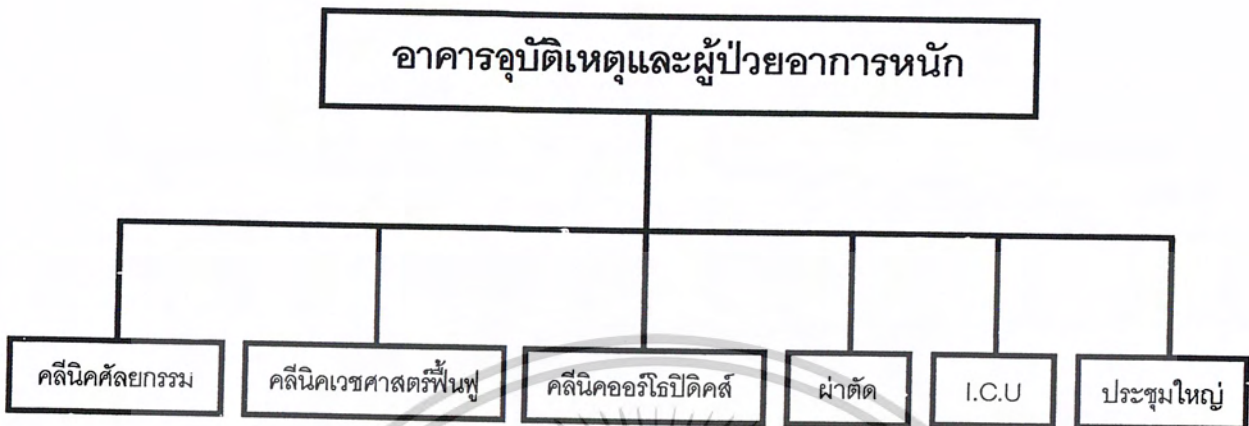 อาคารอุบัติเหตุและผู้ป่วยอาการหนัก
คลีนิคศัลยกรรม
คลีนิคเวชศาสตร์ฟื้นฟู
คลีนิคออร์โธปิดิคส์
ผ่าตัด
I.C.U
ประชุมใหญ่